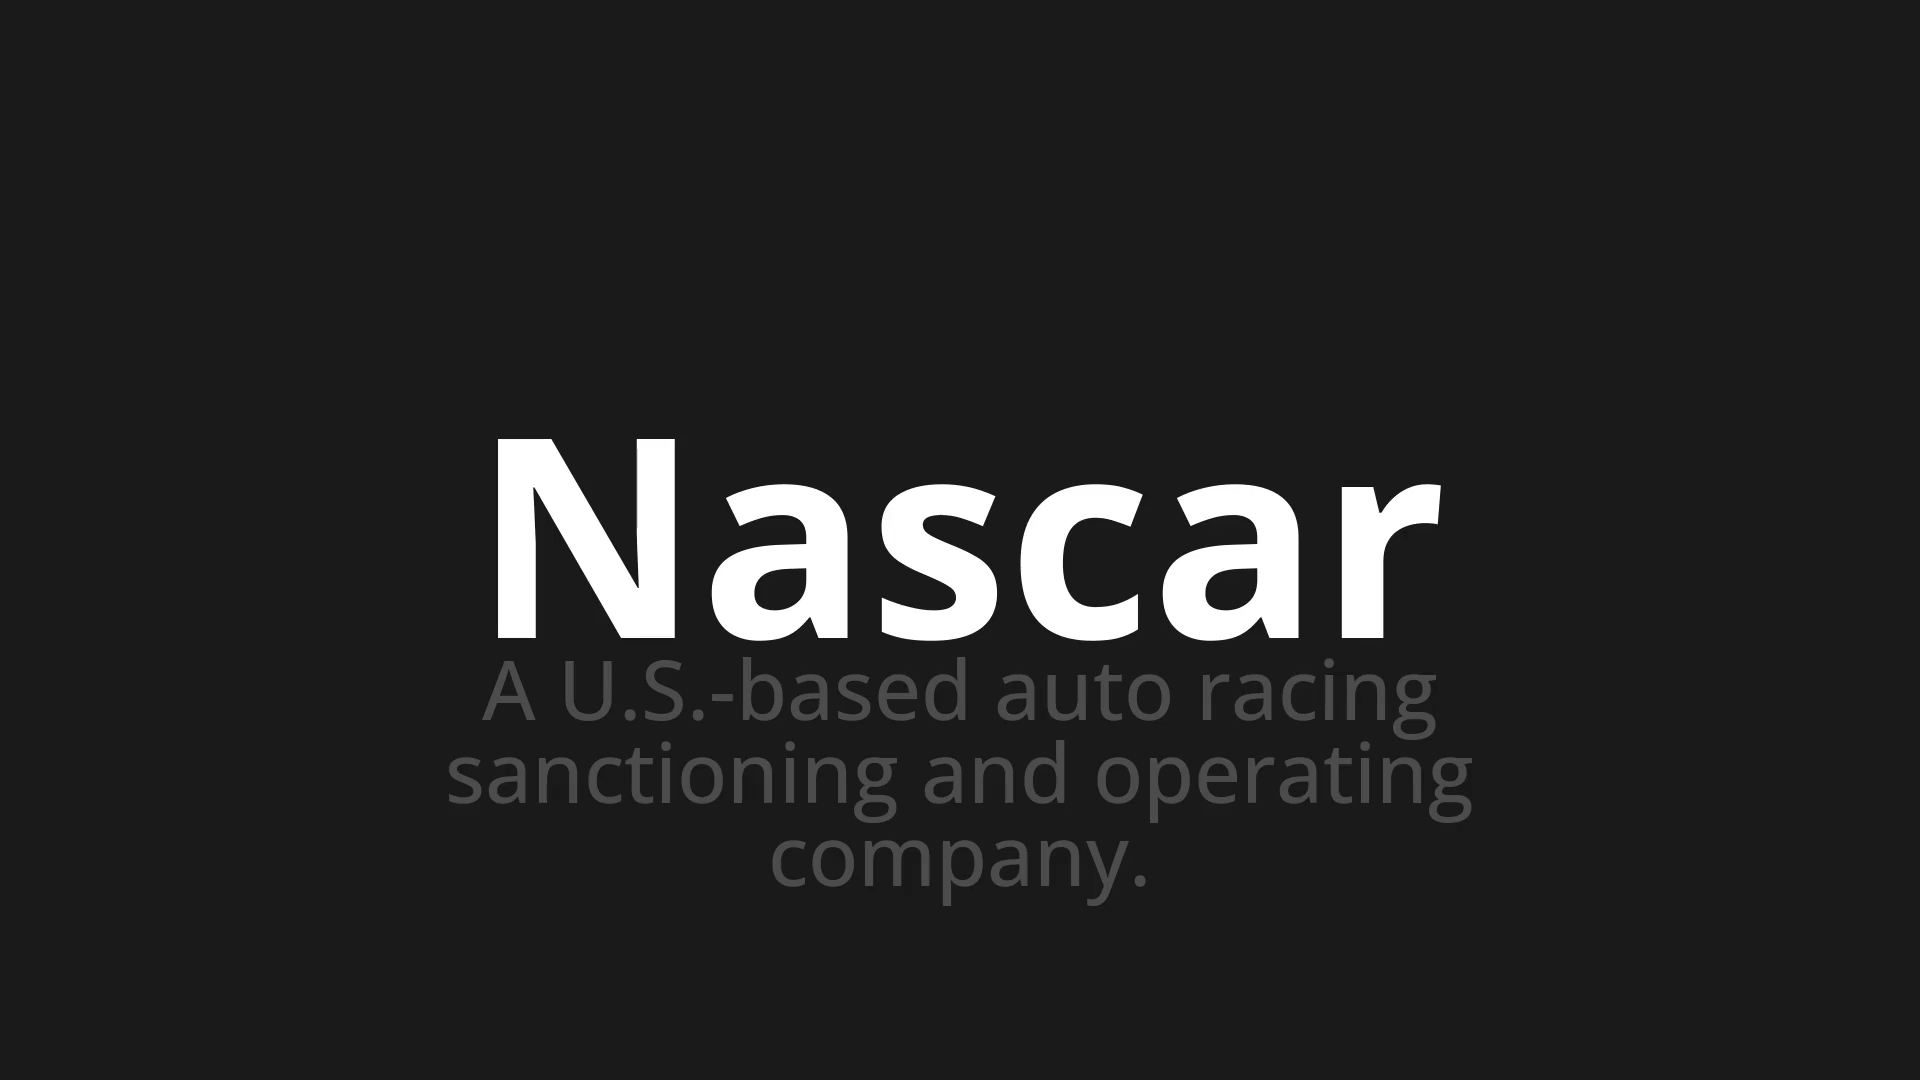 Nascar
A U.S.-based auto racing
sanctioning and operating
company.